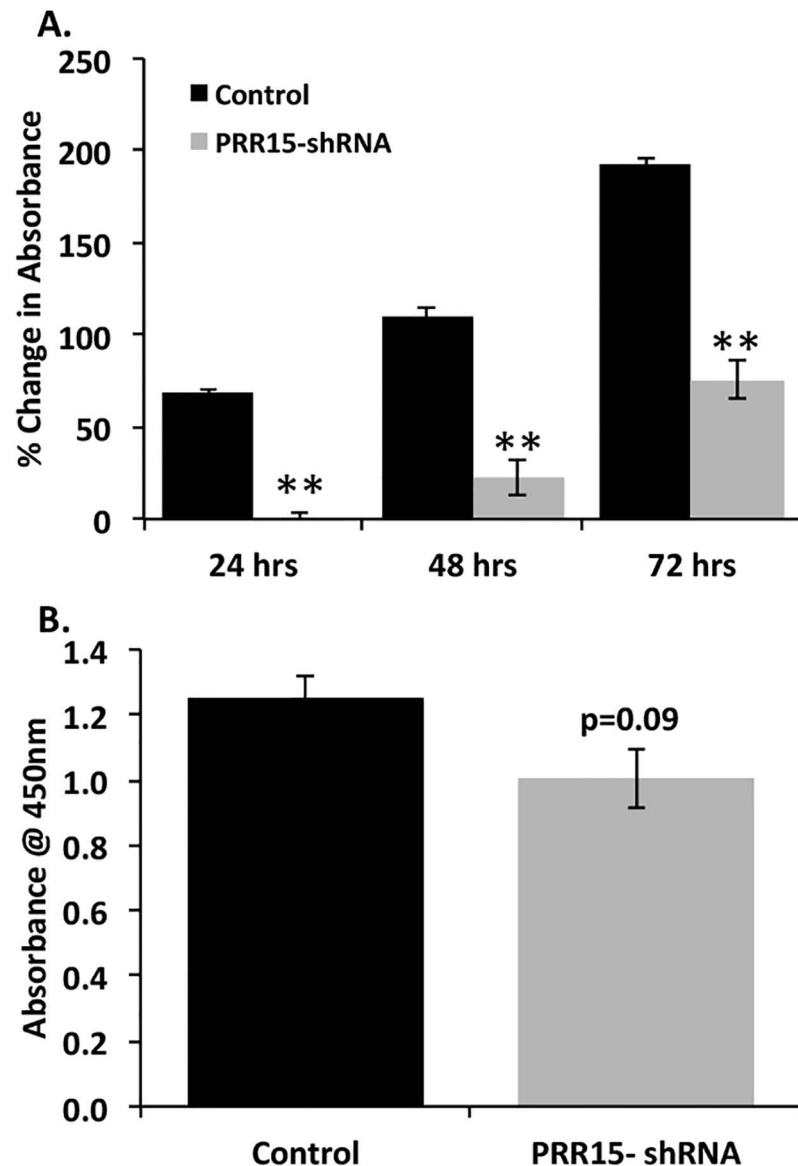 A.
250
200
150
100
50
0
% Change in Absorbance
Control
PRR15-shRNA
**
**
**
24 hrs
48 hrs
72 hrs
B.
1.4
1.2
1.0
0.8
0.6
0.4
0.2
0.0
Absorbance @ 450nm
p=0.09
Control
PRR15- shRNA